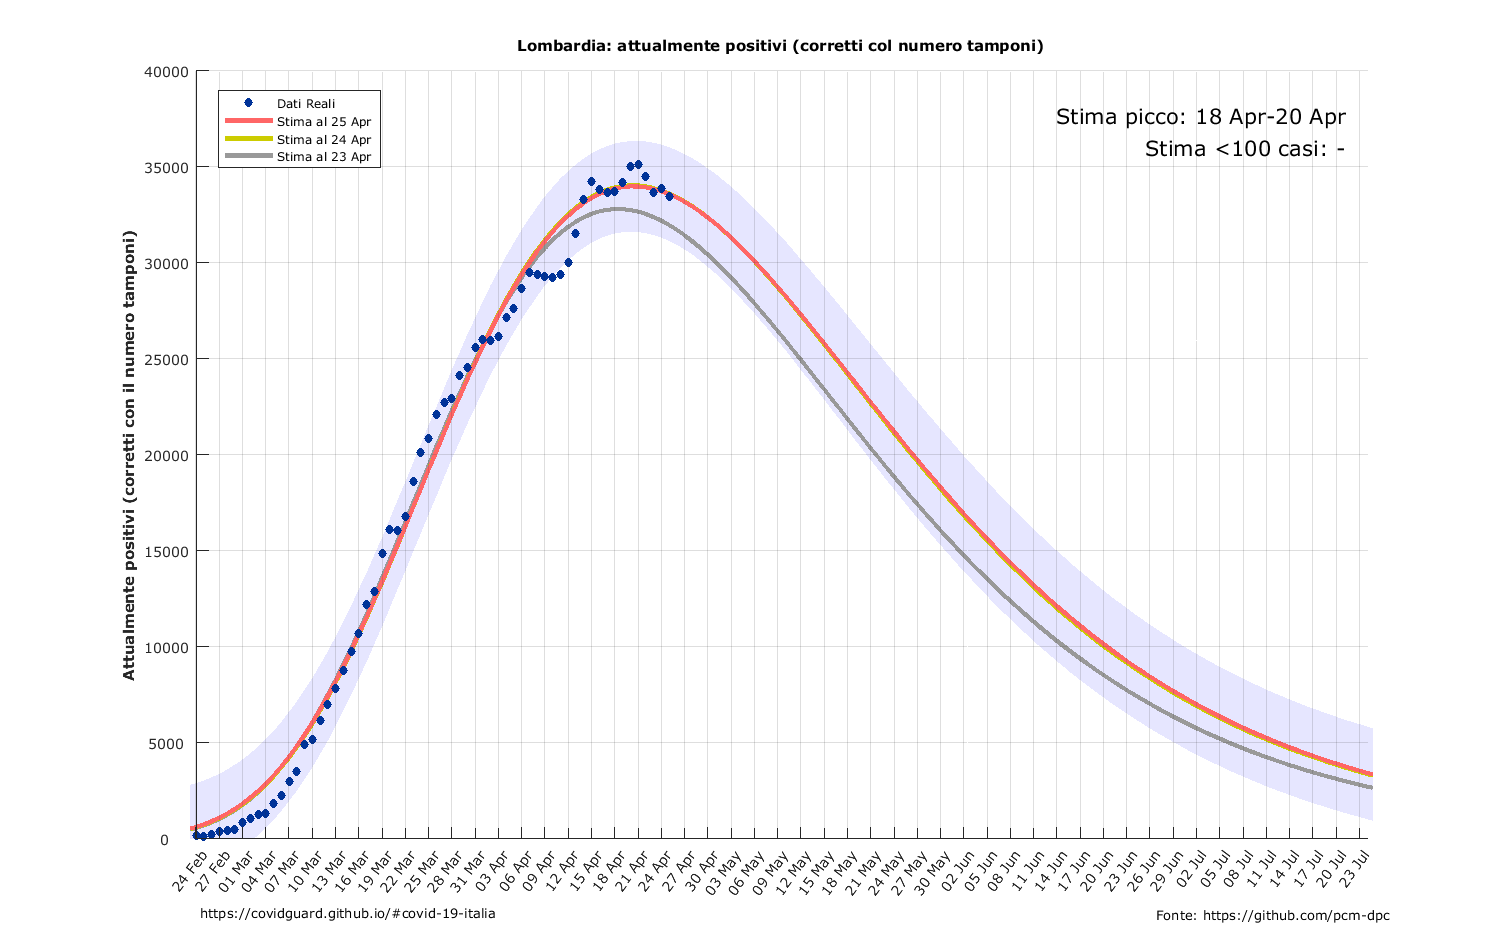 Lombardia: attualmente positivi (corretti col numero tamponi)
Attualmente positivi (corretti con il numero tamponi)
40000
35000
30000
25000
20000
15000
10000
5000
0
Dati Reali
Stima al 25 Apr
Stima al 24 Apr
Stima al 23 Apr
Stima picco: 18 Apr-20 Apr
Stima <100 casi: -
24 Feb
27 Feb
01 Mar
04 Mar
07 Mar
10 Mar
13 Mar
16 Mar
19 Mar
22 Mar
25 Mar
28 Mar
31 Mar
03 Apr
06 Apr
09 Apr
12 Apr
15 Apr
18 Apr
21 Apr
24 Apr
27 Apr
30 Apr
03 May
06 May
09 May
12 May
15 May
18 May
21 May
24 May
27 May
30 May
02 Jun
05 Jun
08 Jun
11 Jun
14 Jun
17 Jun
20 Jun
23 Jun
26 Jun
29 Jun
02 Jul
05 Jul
08 Jul
11 Jul
14 Jul
17 Jul
20 Jul
23 Jul
https://covidguard.github.io/#covid-19-italia
Fonte: https://github.com/pcm-dpc